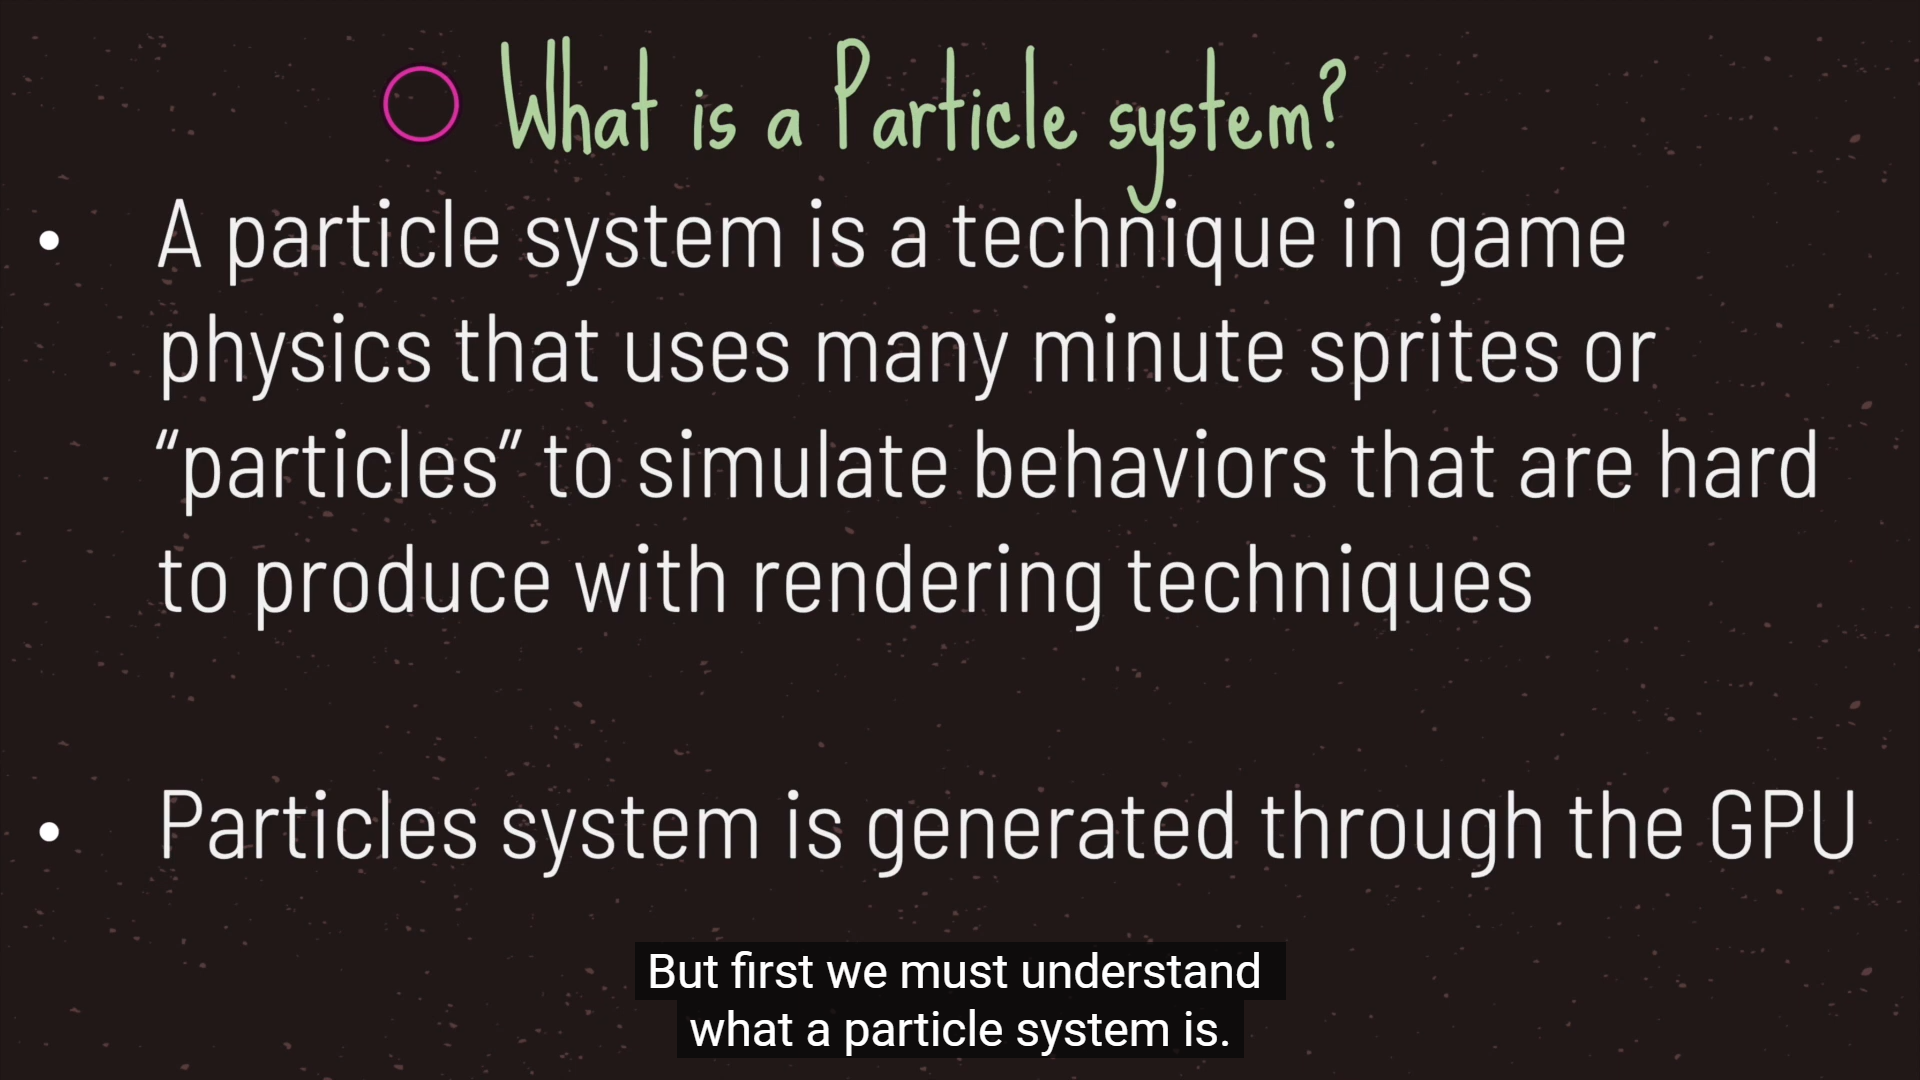 What is a Particle system?
• A particle system is a technique in game
physics that uses many minute sprites or
“particles” to simulate behaviors that are hard
to produce with rendering techniques
• Particles system is generated through the GPU
But first we must understand
what a particle system is.